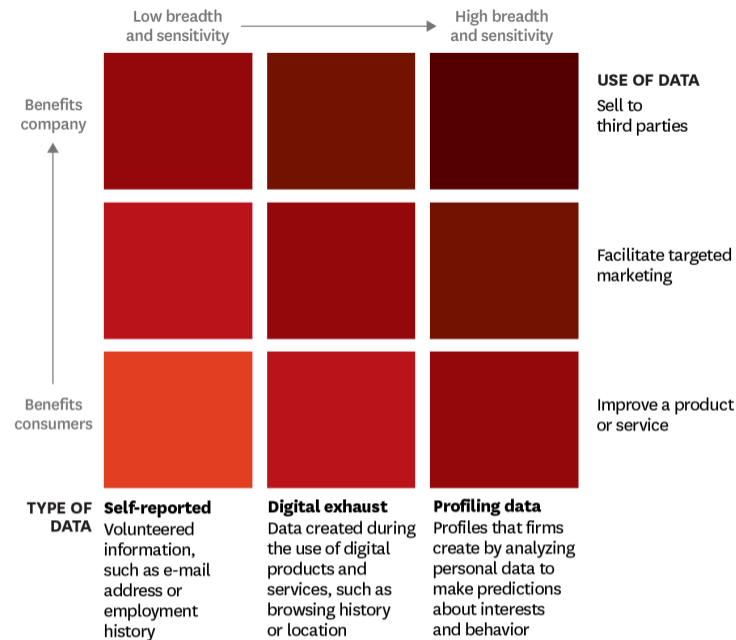 Low breadth
and sensitivity
High breadth
and sensitivity
USE OF DATA
Benefits
company
Sell to
third parties
Facilitate targeted
marketing
Benefits
consumers
Improve a product
or service
TYPE OF
DATA
Self-reported
Volunteered
information,
such as e-mail
address or
employment
history
Digital exhaust
Data created during
the use of digital
products and
services, such as
browsing history
or location
Profiling data
Profiles that firms
create by analyzing
personal data to
make predictions
about interests
and behavior